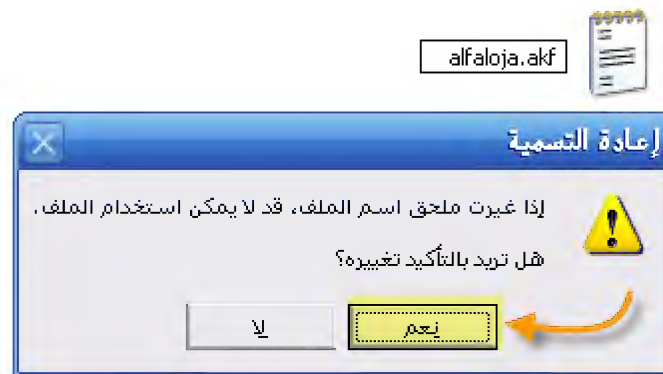 alfaloja.akf
إعادة التسمية
إذا غيرت ملحق اسم الملف، قد لا يمكن استخدام الملف.
هل تريد بالتأكيد تغييره؟
نعم
لا